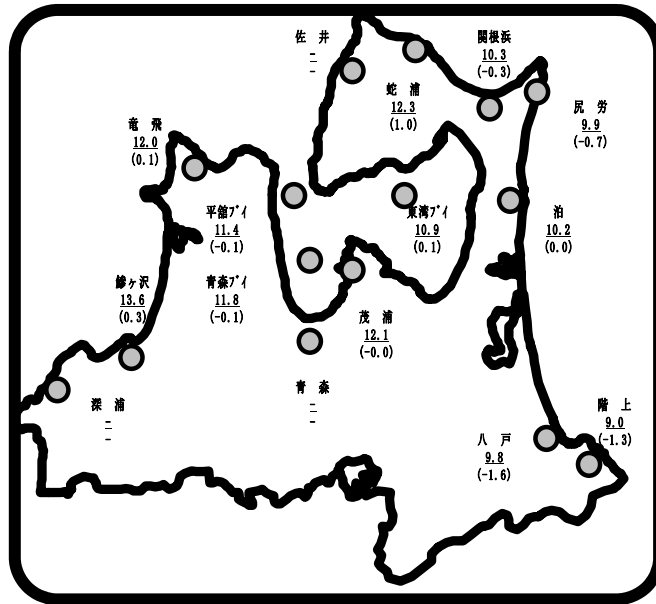 佐 井
-
-
関根浜
10.3
(-0.3)
蛇 浦
12.3
(1.0)
尻 労
9.9
(-0.7)
竜 飛
12.0
(0.1)
平舘ﾌﾞｲ
11.4
(-0.1)
東湾ﾌﾞｲ
10.9
(0.1)
泊
10.2
(0.0)
鰺ヶ沢
13.6
(0.3)
青森ﾌﾞｲ
11.8
(-0.1)
茂 浦
12.1
(-0.0)
深 浦
-
-
青 森
-
-
八 戸
9.8
(-1.6)
階 上
9.0
(-1.3)